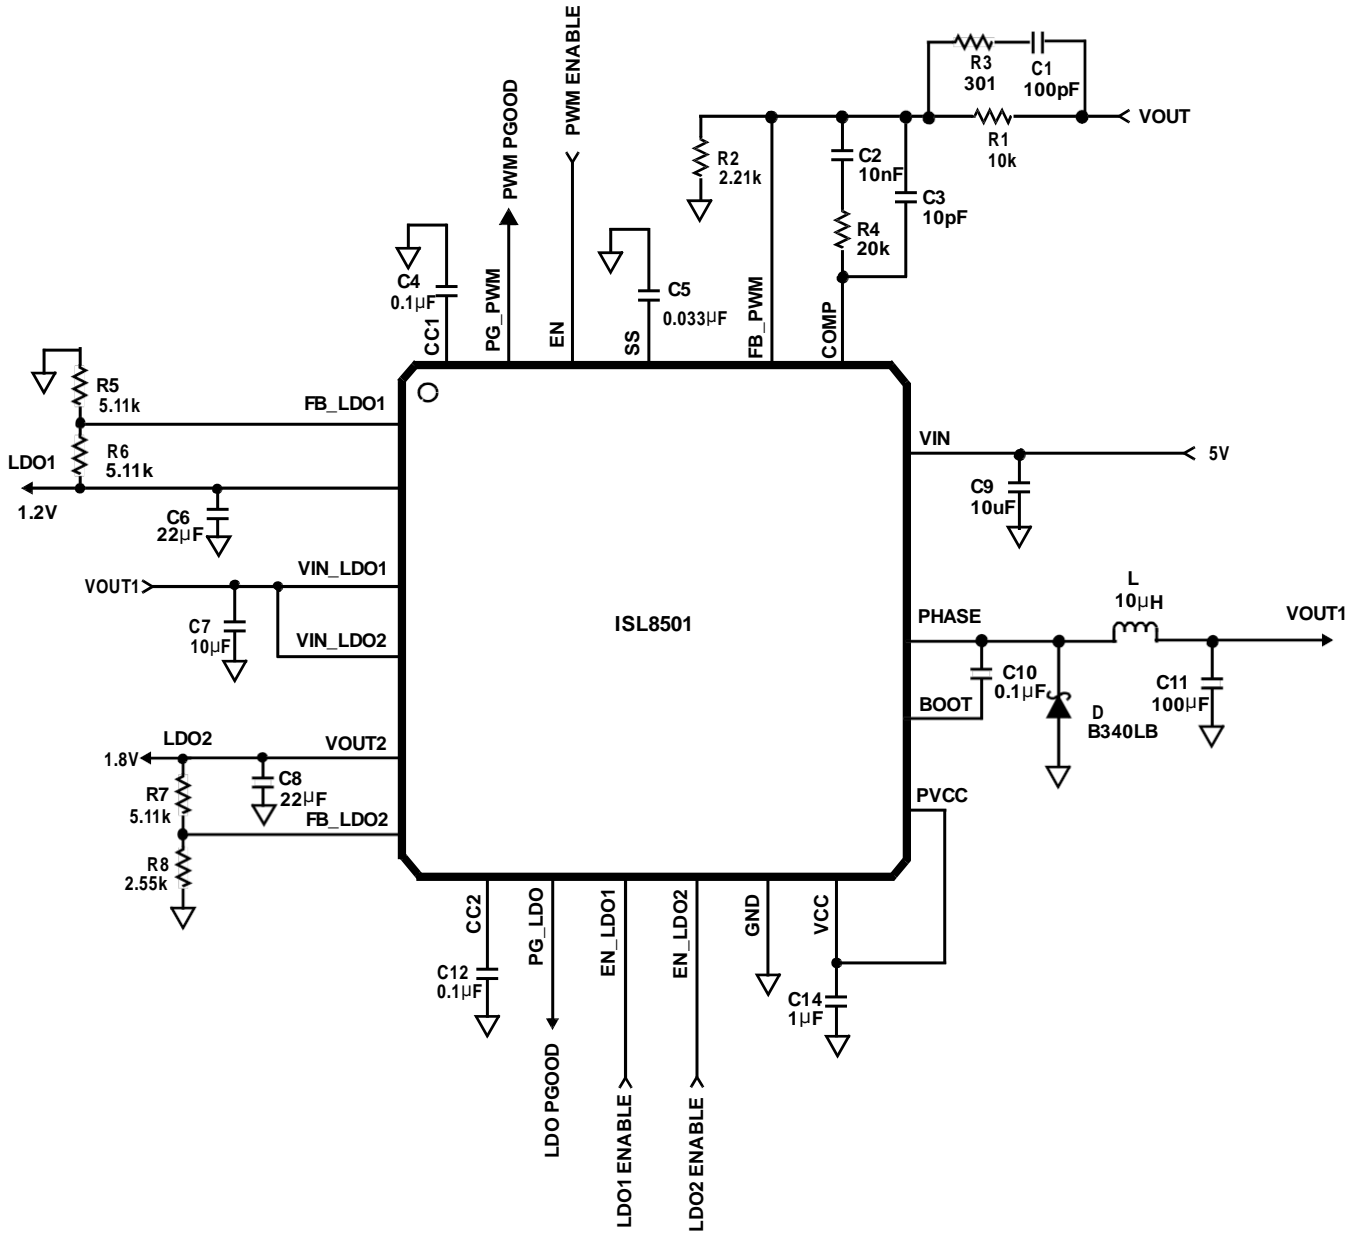 PWM ENABLE
PWM PGOOD
R3
301
C1
100pF
VOUT
R1
10k
R2
2.21k
C2
10nF
C3
10pF
R4
20k
C4
0.1μF
C5
0.033μF
CC1
PG_PWM
EN
SS
FB_PWM
COMP
R5
5.11k
FB_LDO1
R6
5.11k
LDO1
1.2V
C6
22μF
VIN
5V
C9
10uF
VOUT1
VIN_LDO1
C7
10μF
VIN_LDO2
ISL8501
PHASE
L
10μH
VOUT1
C10
0.1μF
BOOT
D
B340LB
C11
100μF
LDO2
1.8V
VOUT2
C8
22μF
R7
5.11k
FB_LDO2
R8
2.55k
PVCC
CC2
PG_LDO
EN_LDO1
EN_LDO2
GND
VCC
C12
0.1μF
C14
1μF
LDO PGOOD
LDO1 ENABLE
LDO2 ENABLE